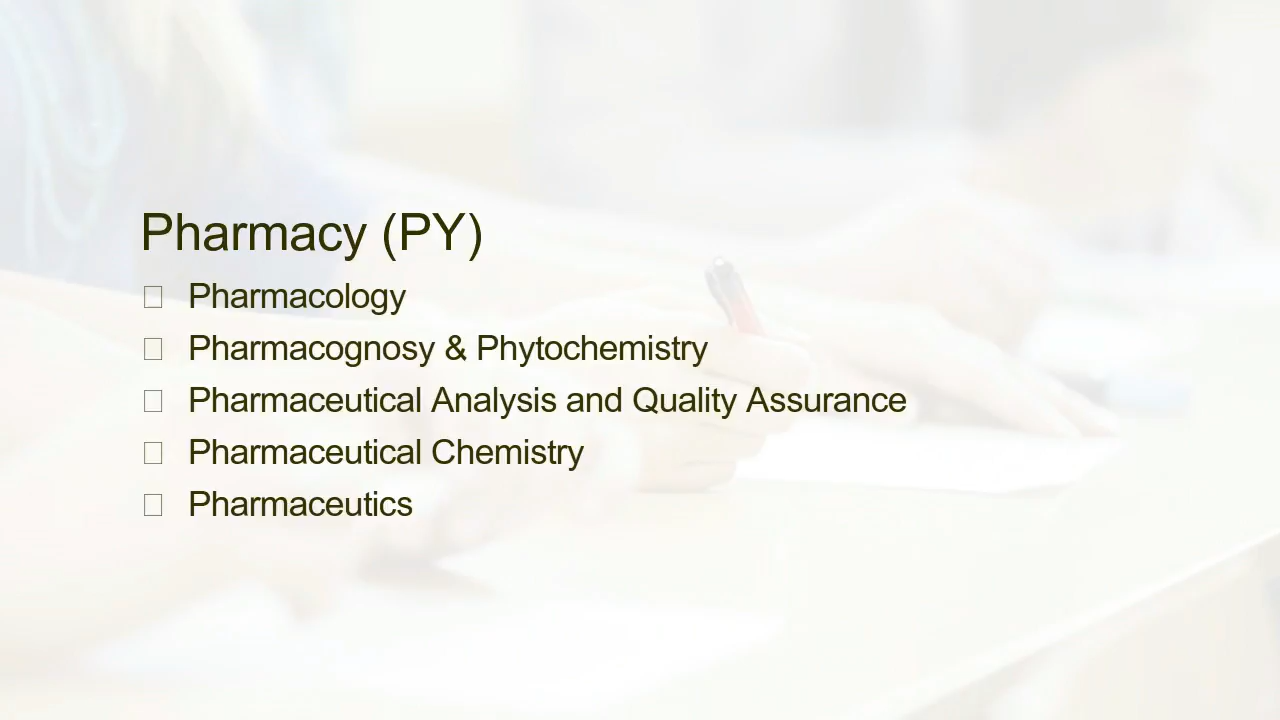 Pharmacy (PY)
□ Pharmacology
□ Pharmacognosy & Phytochemistry
□ Pharmaceutical Analysis and Quality Assurance
□ Pharmaceutical Chemistry
□ Pharmaceutics